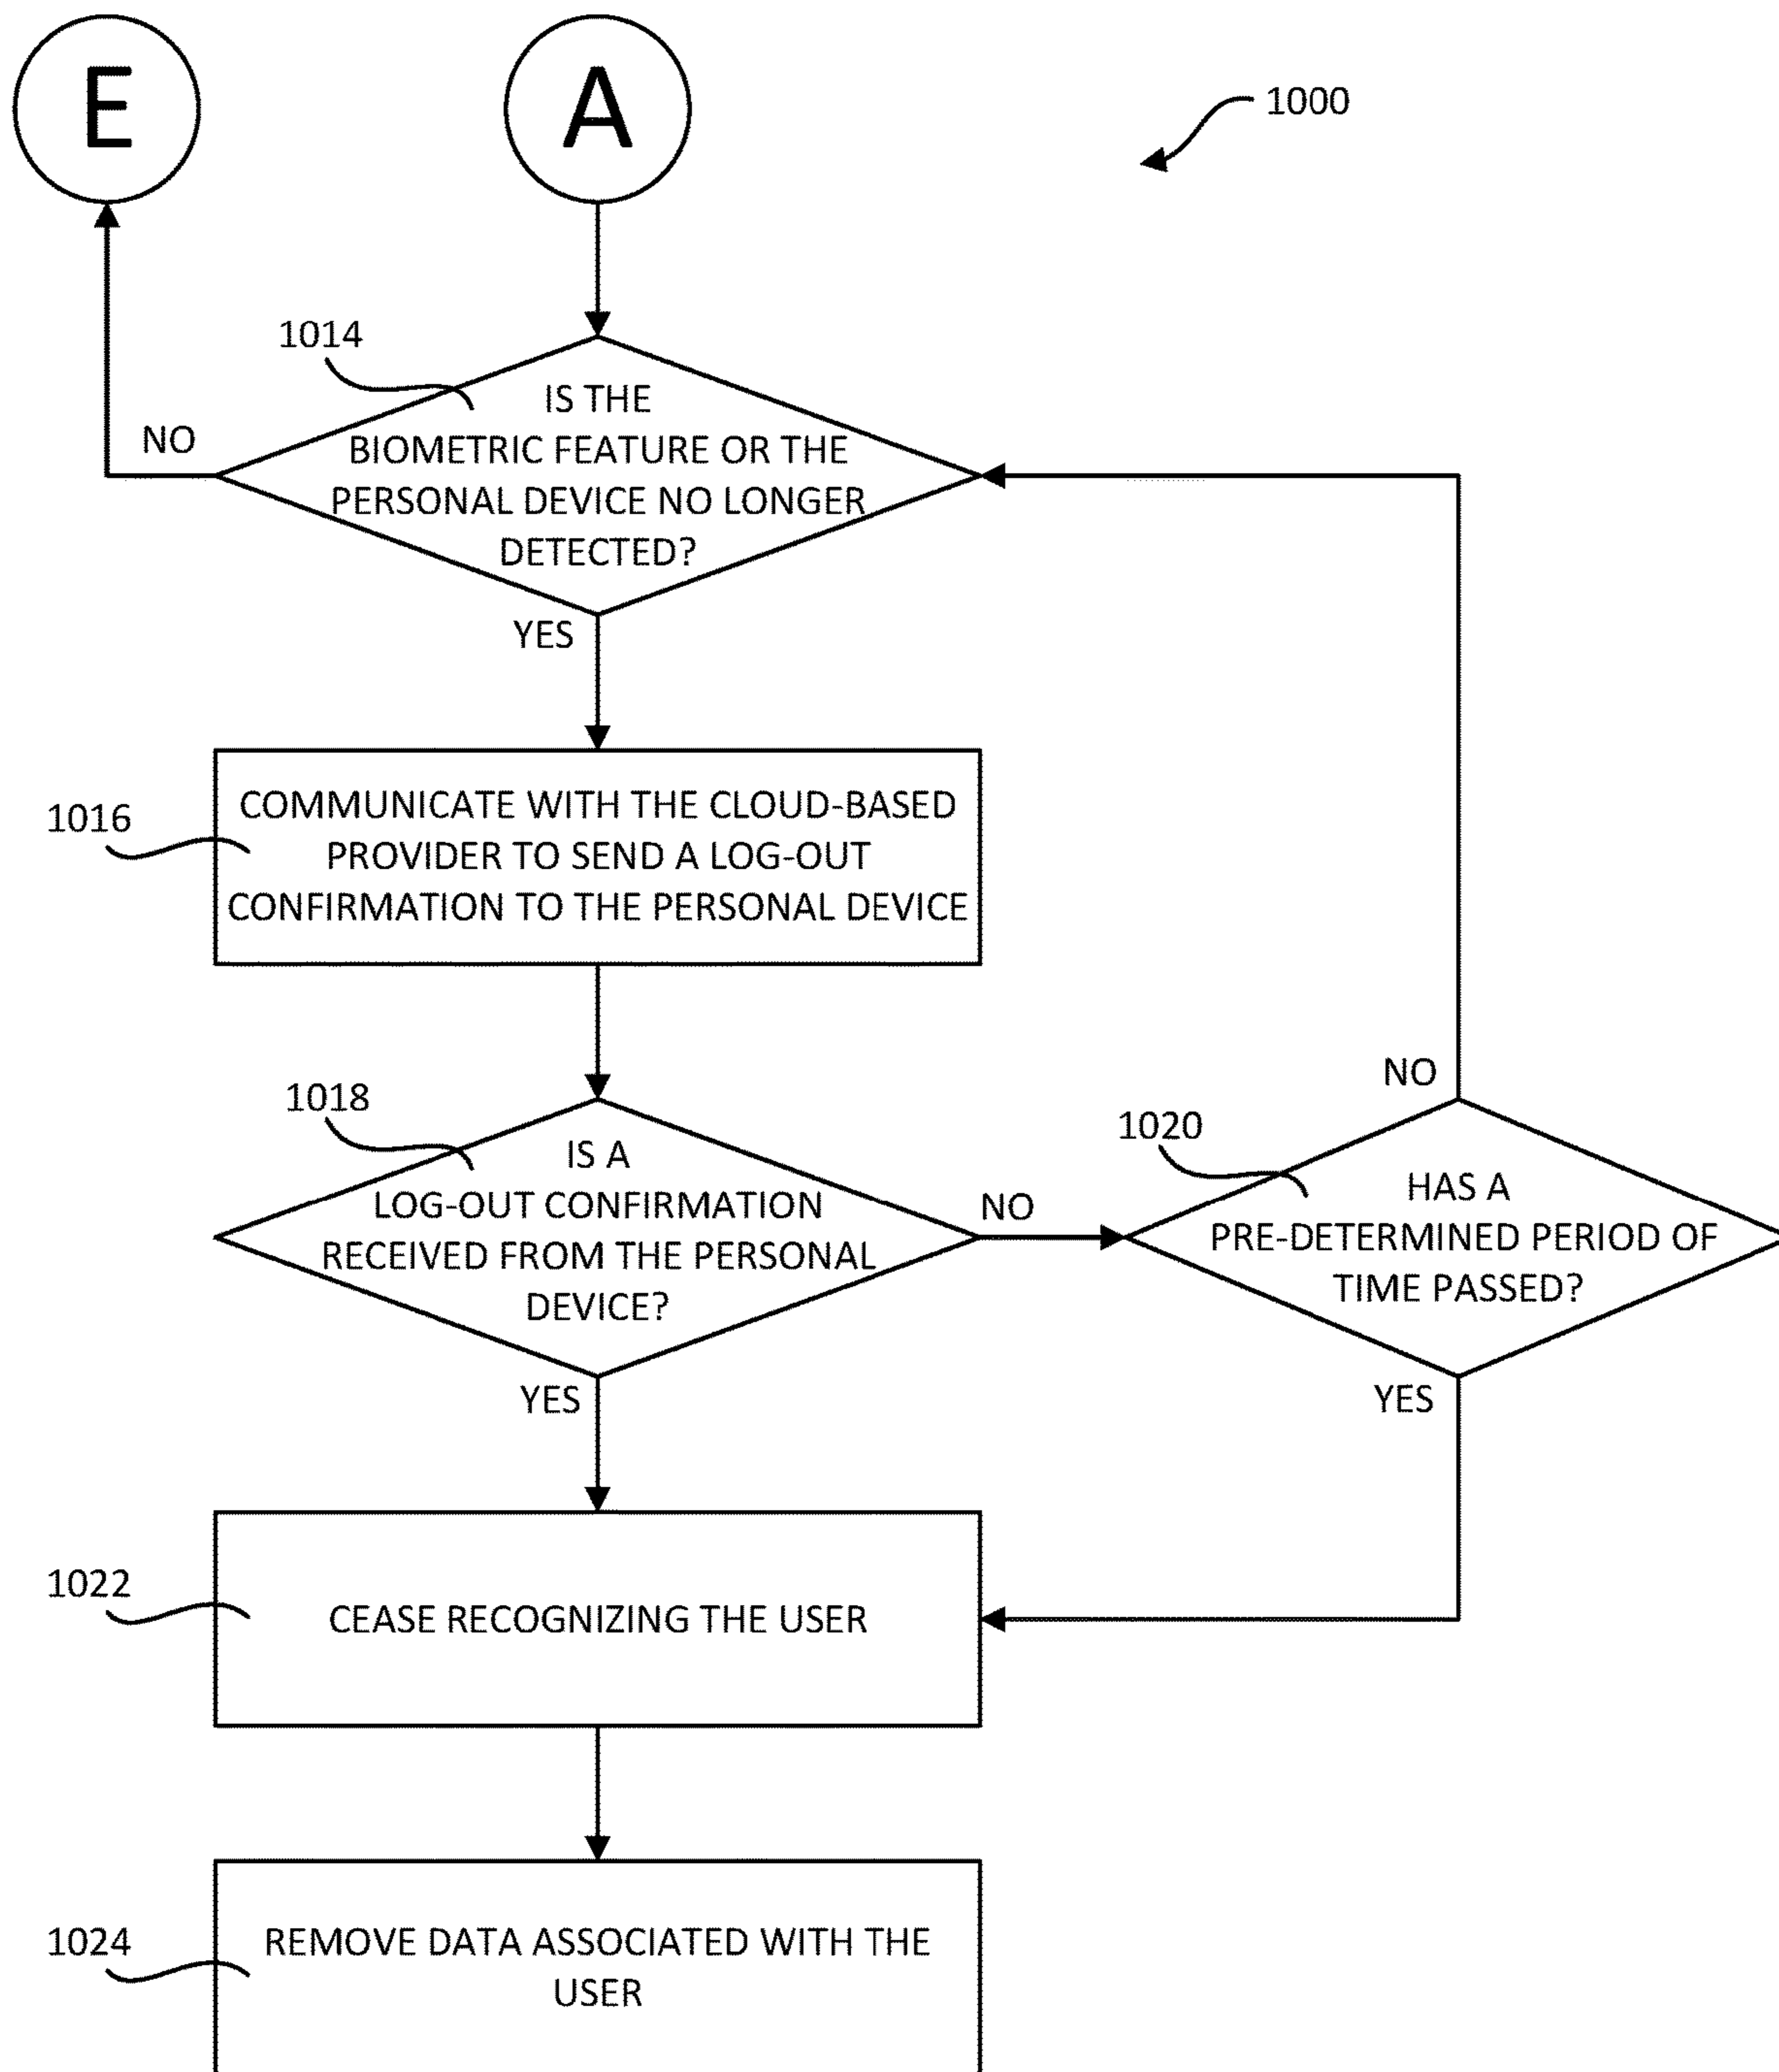 E
A
1000
1014
IS THE
BIOMETRIC FEATURE OR THE
PERSONAL DEVICE NO LONGER
DETECTED?
NO
YES
1016
COMMUNICATE WITH THE CLOUD-BASED
PROVIDER TO SEND A LOG-OUT
CONFIRMATION TO THE PERSONAL DEVICE
1018
IS A
LOG-OUT CONFIRMATION
RECEIVED FROM THE PERSONAL
DEVICE?
NO
YES
1020
HAS A
PRE-DETERMINED PERIOD OF
TIME PASSED?
NO
YES
1022
CEASE RECOGNIZING THE USER
1024
REMOVE DATA ASSOCIATED WITH THE
USER